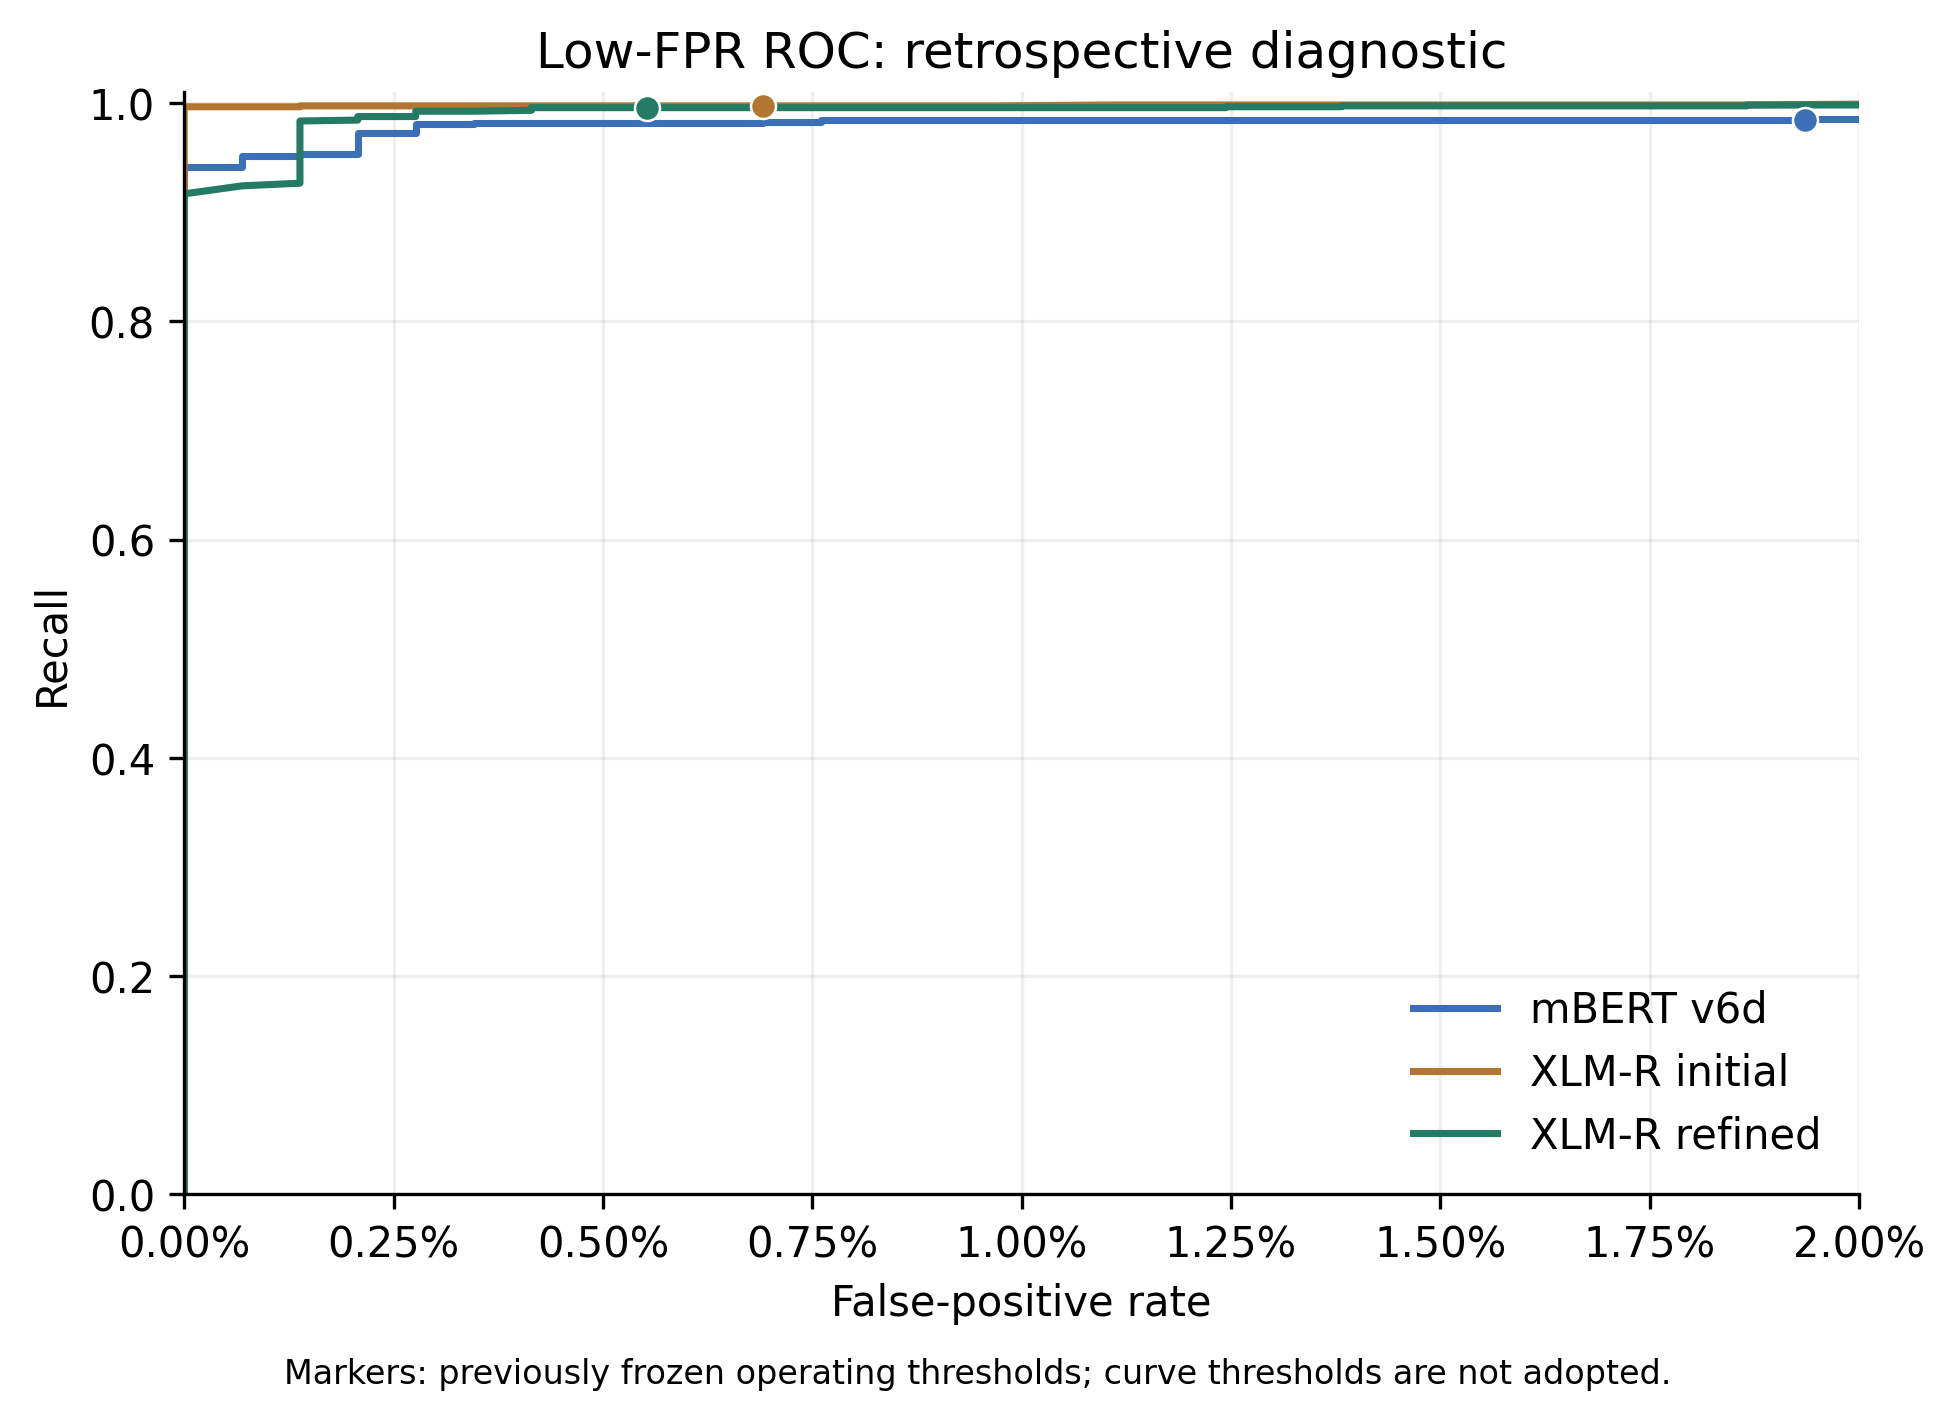 Low-FPR ROC: retrospective diagnostic
1.0
0.8
0.6
0.4
0.2
0.0
Recall
0.00% 0.25% 0.50% 0.75% 1.00% 1.25% 1.50% 1.75% 2.00%
False-positive rate
mBERT v6d
XLM-R initial
XLM-R refined
Markers: previously frozen operating thresholds; curve thresholds are not adopted.